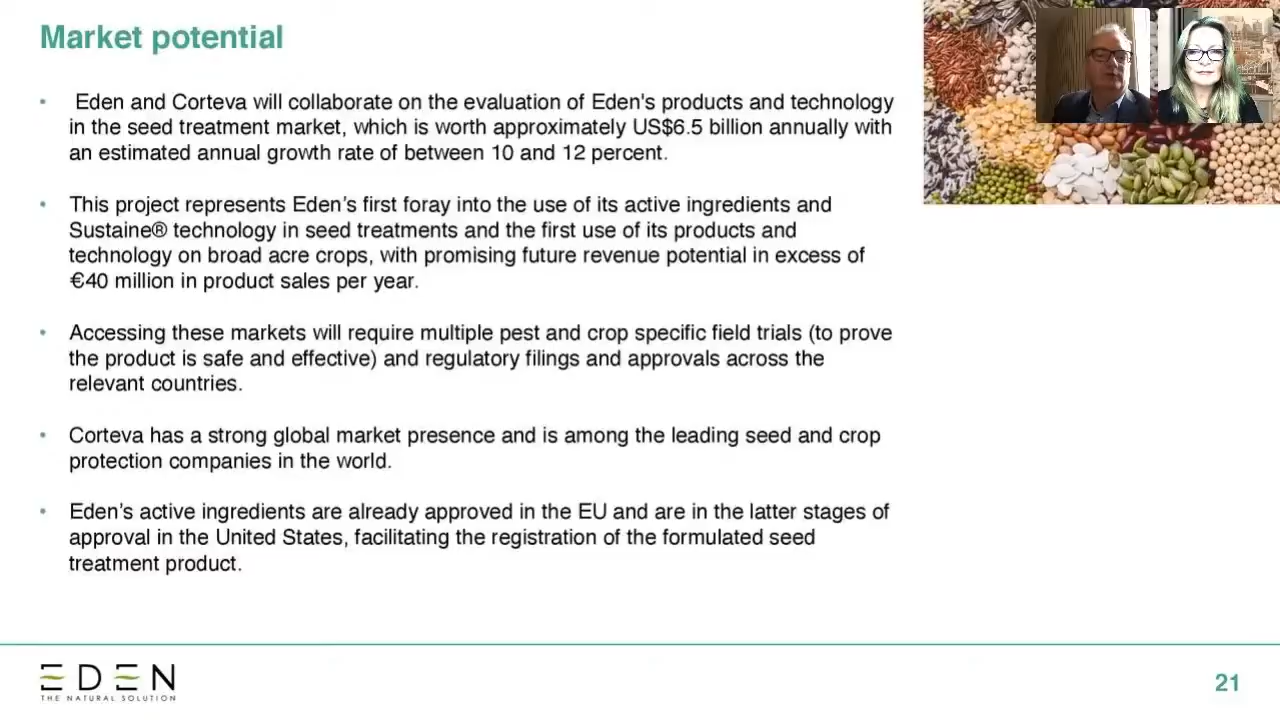 Market potential
• Eden and Corteva will collaborate on the evaluation of Eden's products and technology
in the seed treatment market, which is worth approximately US$6.5 billion annually with
an estimated annual growth rate of between 10 and 12 percent.
• This project represents Eden's first foray into the use of its active ingredients and
Sustaine® technology in seed treatments and the first use of its products and
technology on broad acre crops, with promising future revenue potential in excess of
€40 million in product sales per year.
• Accessing these markets will require multiple pest and crop specific field trials (to prove
the product is safe and effective) and regulatory filings and approvals across the
relevant countries.
• Corteva has a strong global market presence and is among the leading seed and crop
protection companies in the world.
• Eden's active ingredients are already approved in the EU and are in the latter stages of
approval in the United States, facilitating the registration of the formulated seed
treatment product.
EDEN
THE NATURAL SOLUTION
21